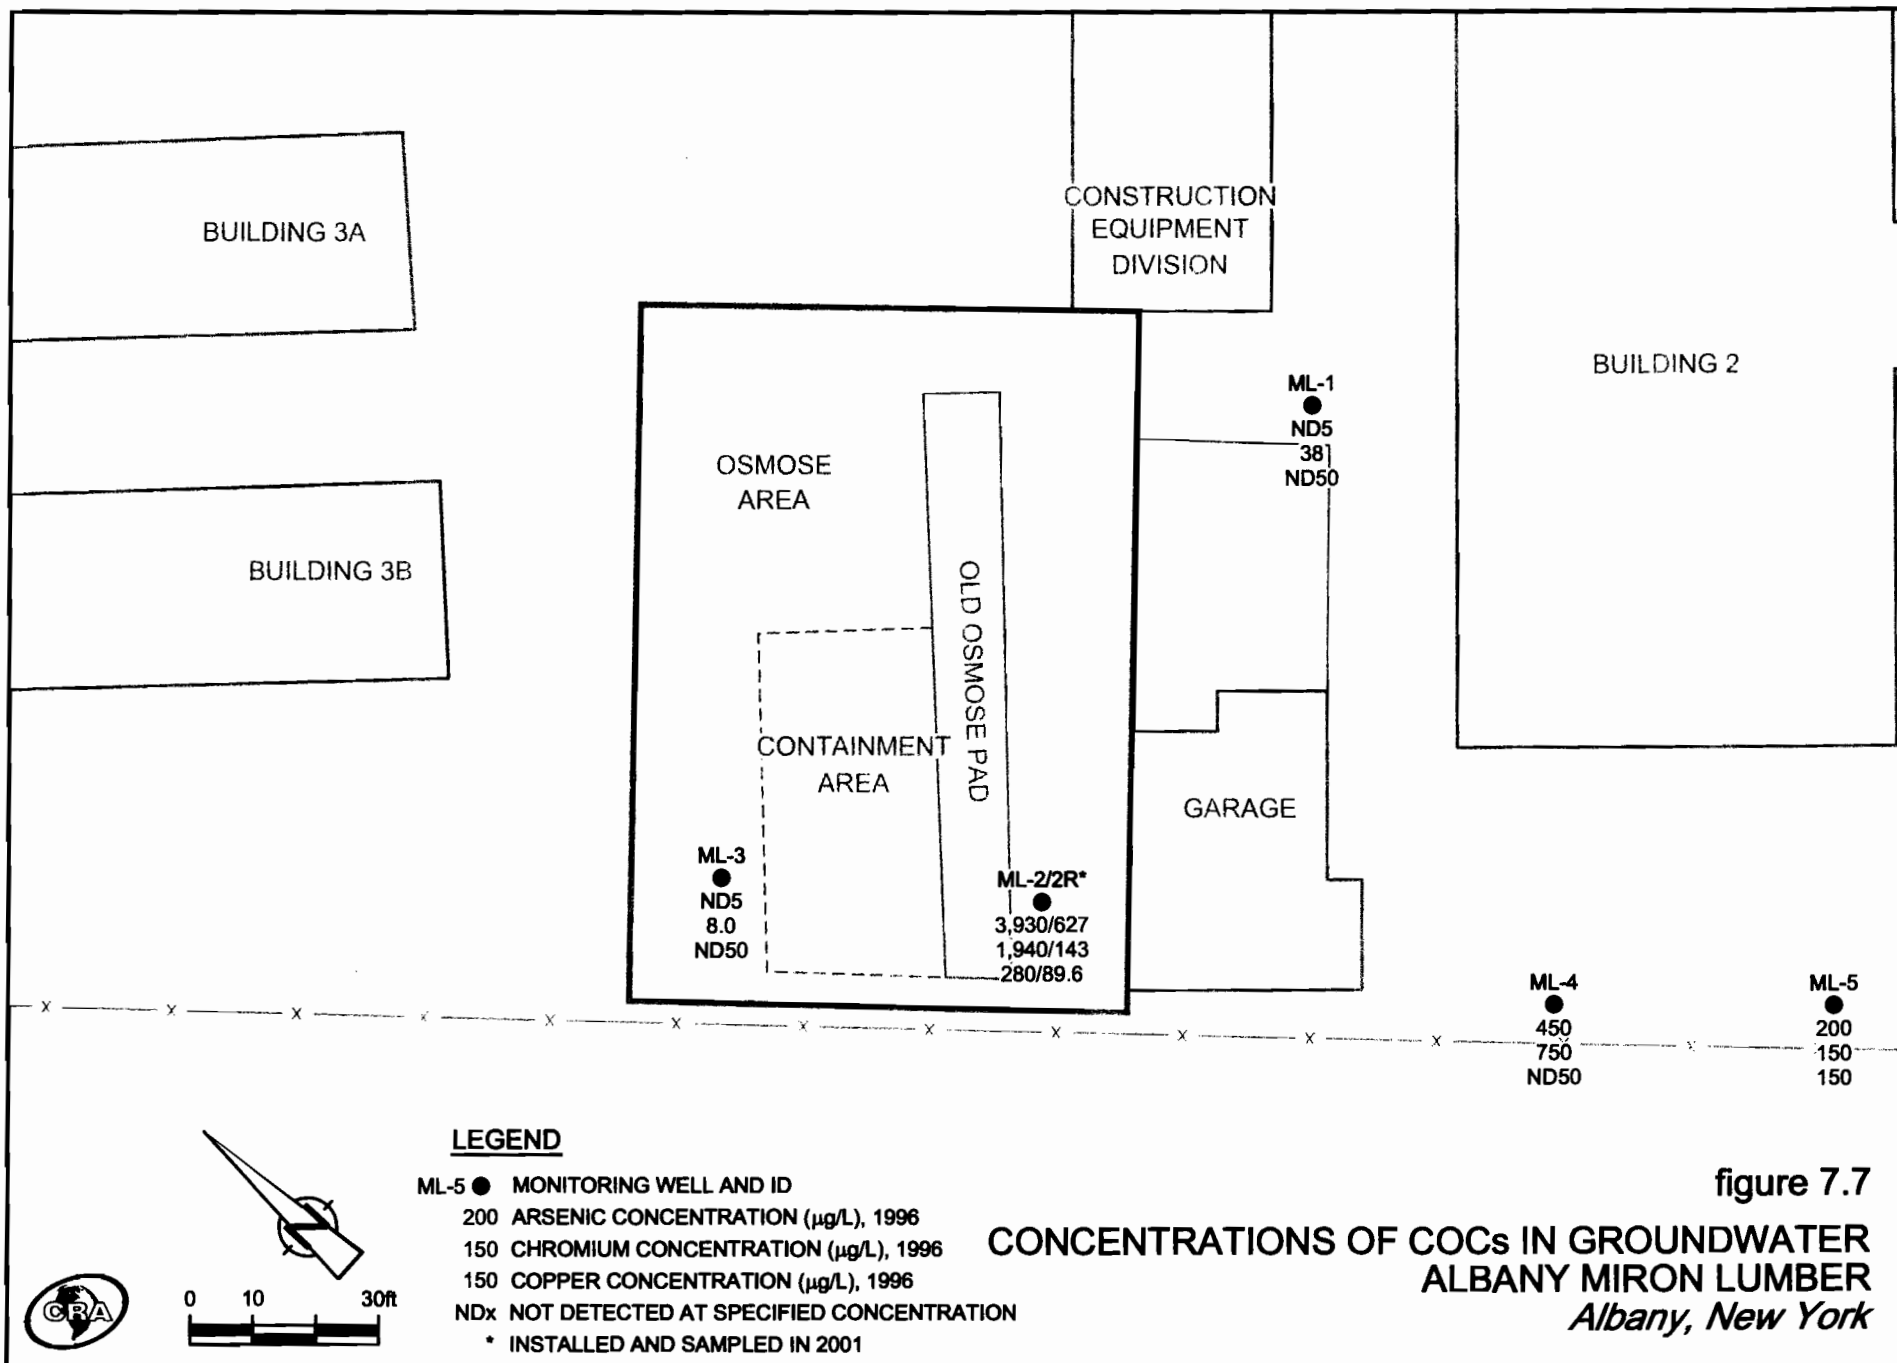 CONSTRUCTION
EQUIPMENT
DIVISION
BUILDING 3A
BUILDING 2
ML-1
ND5
38
ND50
OSMOSE
AREA
BUILDING 3B
OLD OSMOSE PAD
CONTAINMENT
AREA
GARAGE
ML-3
ND5
8.0
ND50
ML-2/2R*
3,930/627
1,940/143
280/89.6
ML-4
450
750
ND50
ML-5
200
150
150
LEGEND
ML-5 ● MONITORING WELL AND ID
200 ARSENIC CONCENTRATION (µg/L), 1996
150 CHROMIUM CONCENTRATION (µg/L), 1996
150 COPPER CONCENTRATION (µg/L), 1996
NDx NOT DETECTED AT SPECIFIED CONCENTRATION
* INSTALLED AND SAMPLED IN 2001
0 10 30ft
CRA
figure 7.7
CONCENTRATIONS OF COCs IN GROUNDWATER
ALBANY MIRON LUMBER
Albany, New York